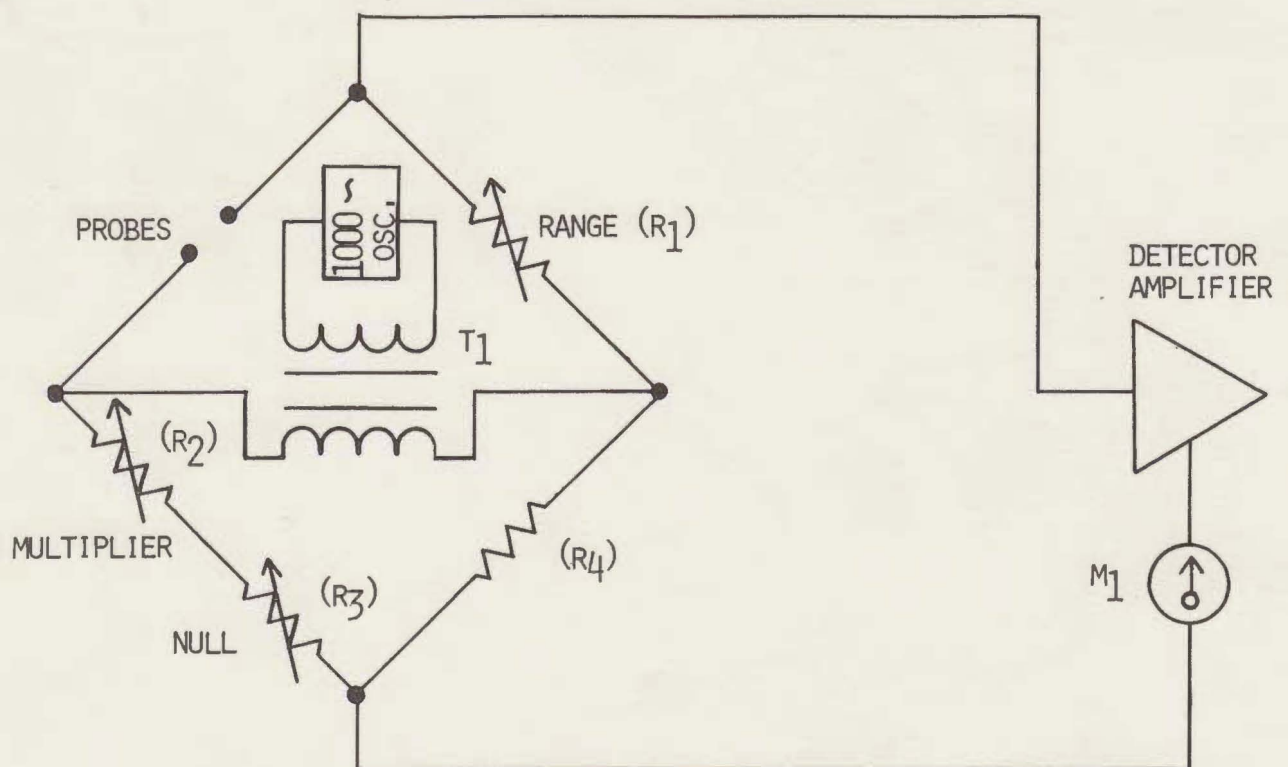 1000 ~
OSC.
RANGE (R1)
PROBES
DETECTOR
AMPLIFIER
T1
(R2)
MULTIPLIER
(R4)
M1
(R3)
NULL